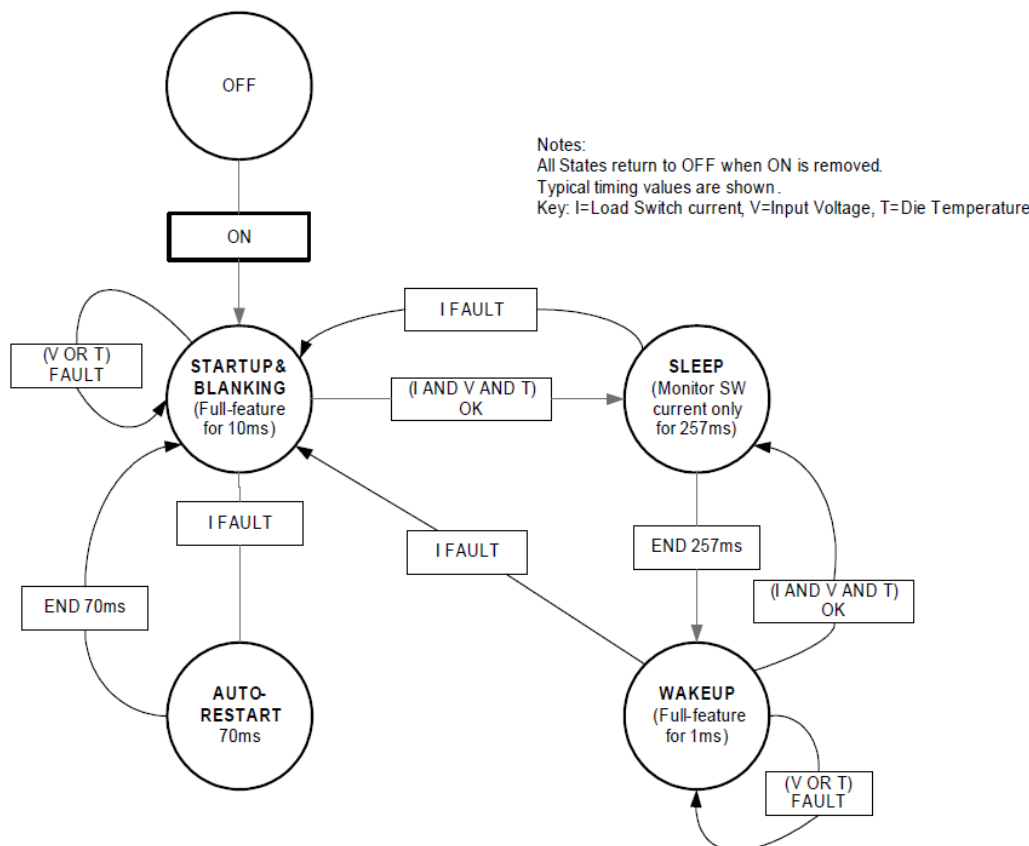 OFF
Notes:
All States return to OFF when ON is removed.
Typical timing values are shown.
Key: I=Load Switch current, V=Input Voltage, T=Die Temperature
ON
I FAULT
(V OR T)
FAULT
STARTUP&
BLANKING
(Full-feature
for 10ms)
(I AND V AND T)
OK
SLEEP
(Monitor SW
current only
for 257ms)
I FAULT
I FAULT
END 257ms
END 70ms
(I AND V AND T)
OK
AUTO-
RESTART
70ms
WAKEUP
(Full-feature
for 1ms)
(V OR T)
FAULT